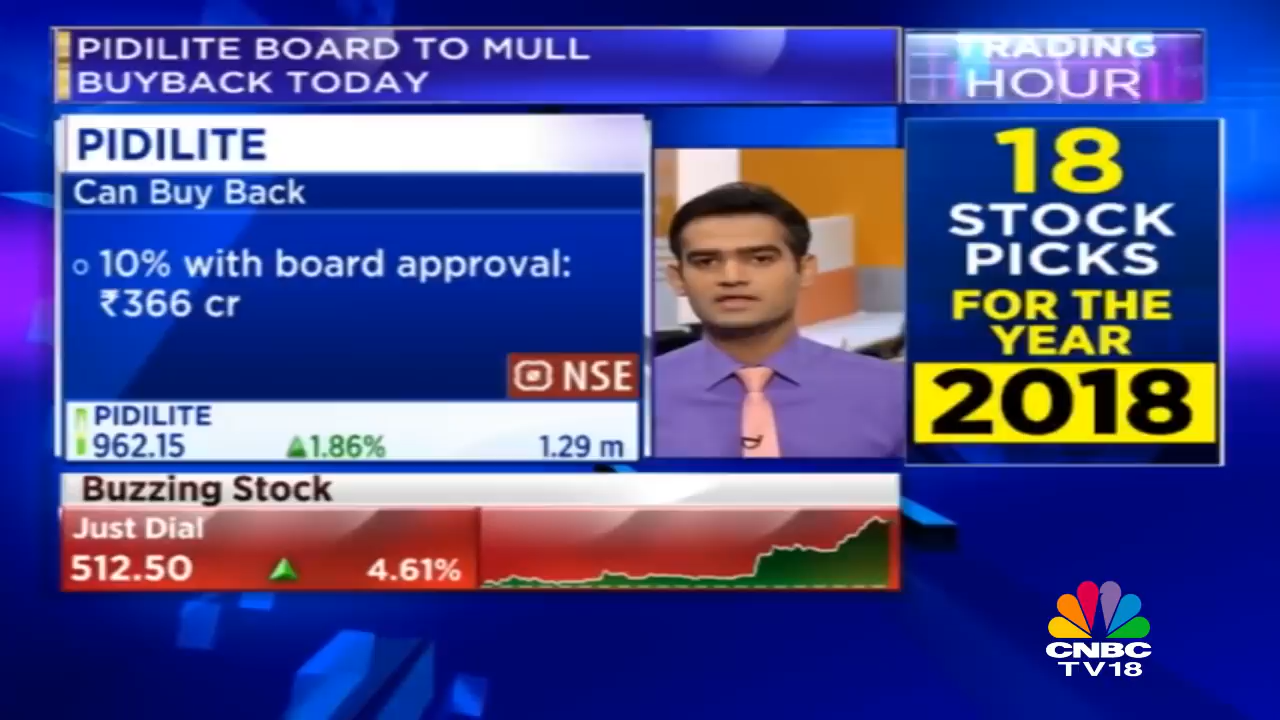 PIDILITE BOARD TO MULL
BUYBACK TODAY
TRADING
HOUR
PIDILITE
Can Buy Back
10% with board approval:
₹366 cr
NSE
PIDILITE
962.15 1.86% 1.29 m
18
STOCK
PICKS
FOR THE
YEAR
2018
Buzzing Stock
Just Dial
512.50 4.61%
CNBC
TV18